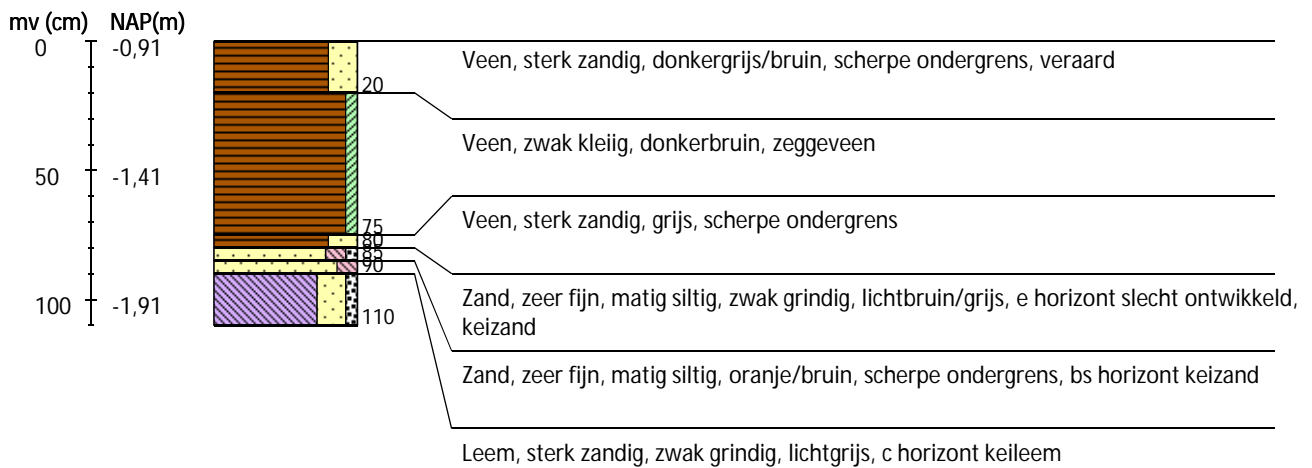 mv (cm) NAP(m)
0 -0,91
Veen, sterk zandig, donkergrijs/bruin, scherpe ondergrens, veraard
20
Veen, zwak kleiig, donkerbruin, zeggeveen
50 -1,41
75
Veen, sterk zandig, grijs, scherpe ondergrens
80
85
90
Zand, zeer fijn, matig siltig, zwak grindig, lichtbruin/grijs, e horizont slecht ontwikkeld,
keizand
100 -1,91
110
Zand, zeer fijn, matig siltig, oranje/bruin, scherpe ondergrens, bs horizont keizand
Leem, sterk zandig, zwak grindig, lichtgrijs, c horizont keileem